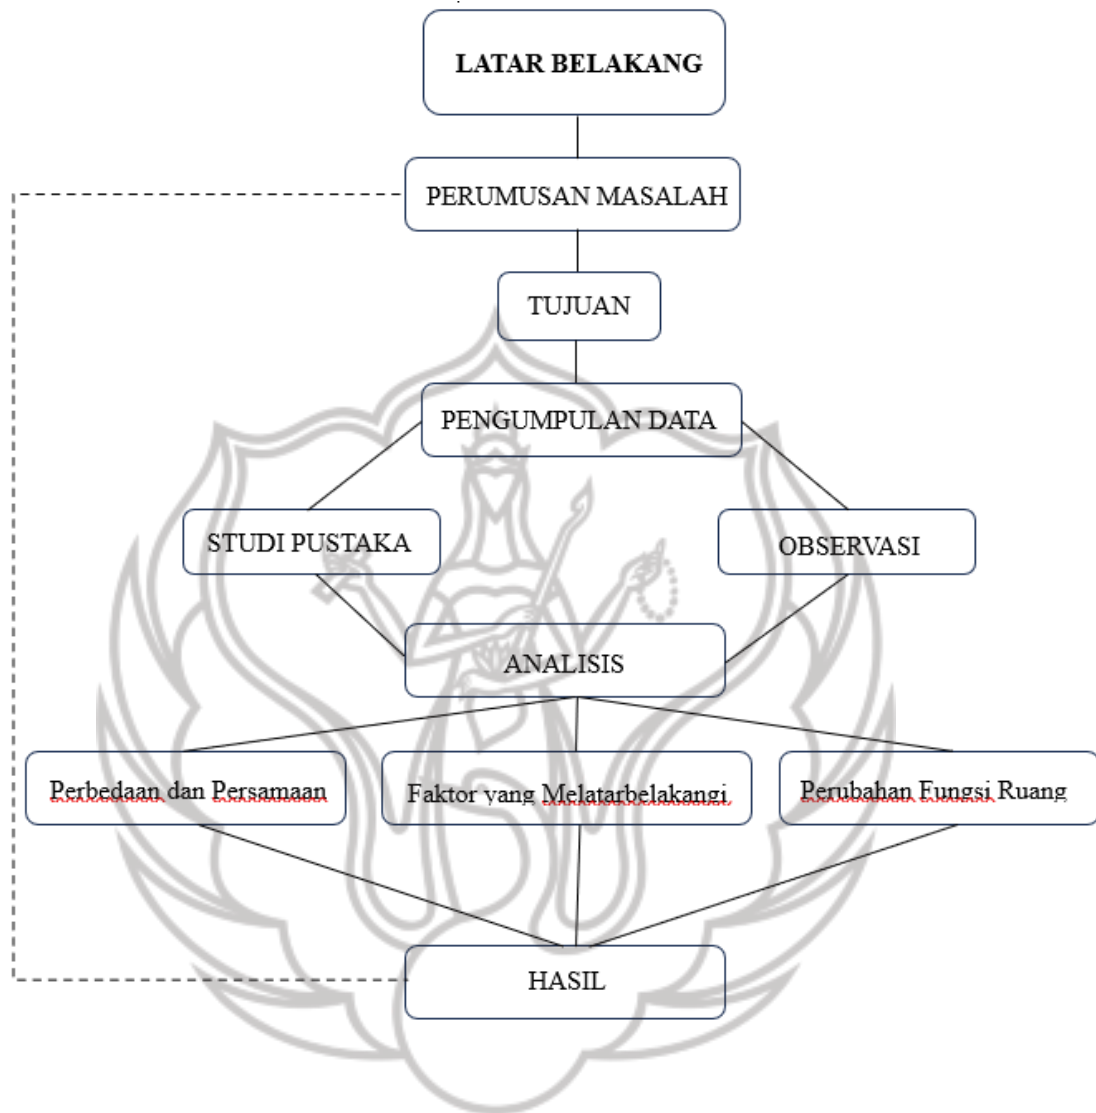 LATAR BELAKANG
PERUMUSAN MASALAH
TUJUAN
PENGUMPULAN DATA
STUDI PUSTAKA
OBSERVASI
ANALISIS
Perbedaan dan Persamaan
Faktor yang Melatarbelakangi
Perubahan Fungsi Ruang
HASIL